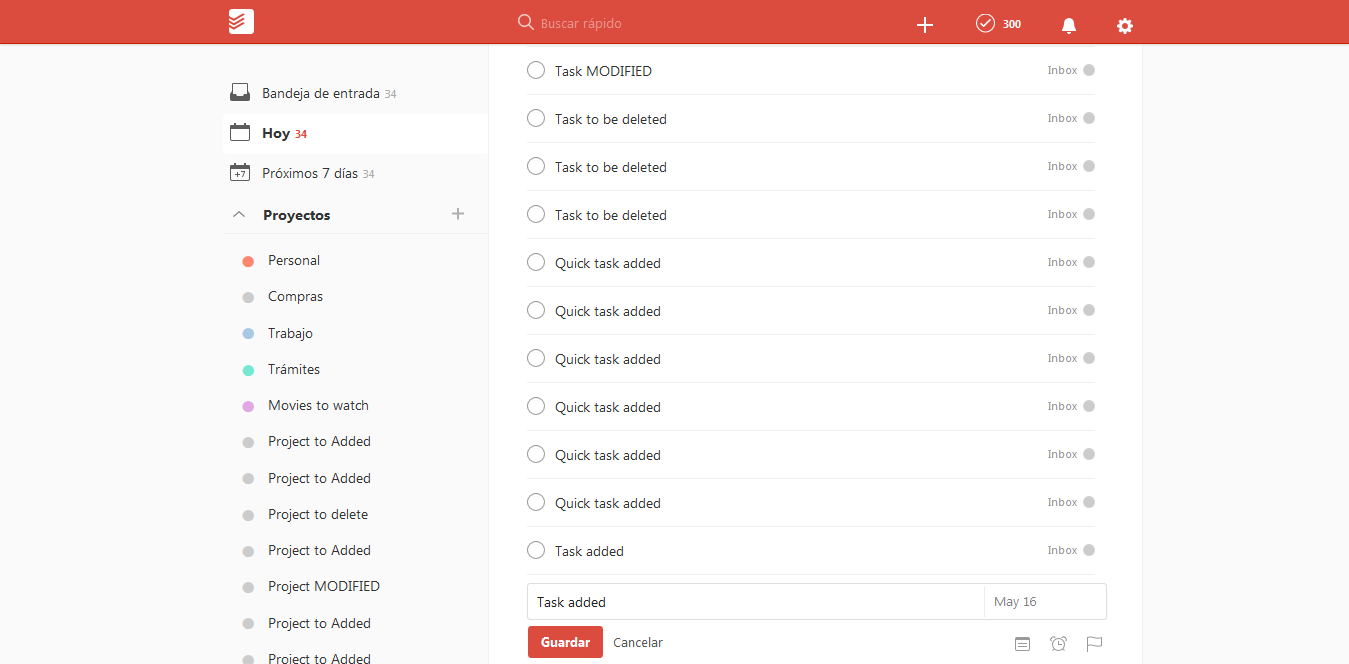 Buscar rápido
300
Bandeja de entrada 34
Hoy 34
+7 Próximos 7 días 34
Proyectos
Personal
Compras
Trabajo
Trámites
Movies to watch
Project to Added
Project to Added
Project to delete
Project to Added
Project MODIFIED
Project to Added
Project to Added
Task MODIFIED Inbox
Task to be deleted Inbox
Task to be deleted Inbox
Task to be deleted Inbox
Quick task added Inbox
Quick task added Inbox
Quick task added Inbox
Quick task added Inbox
Quick task added Inbox
Quick task added Inbox
Task added Inbox
Task added May 16
Guardar Cancelar